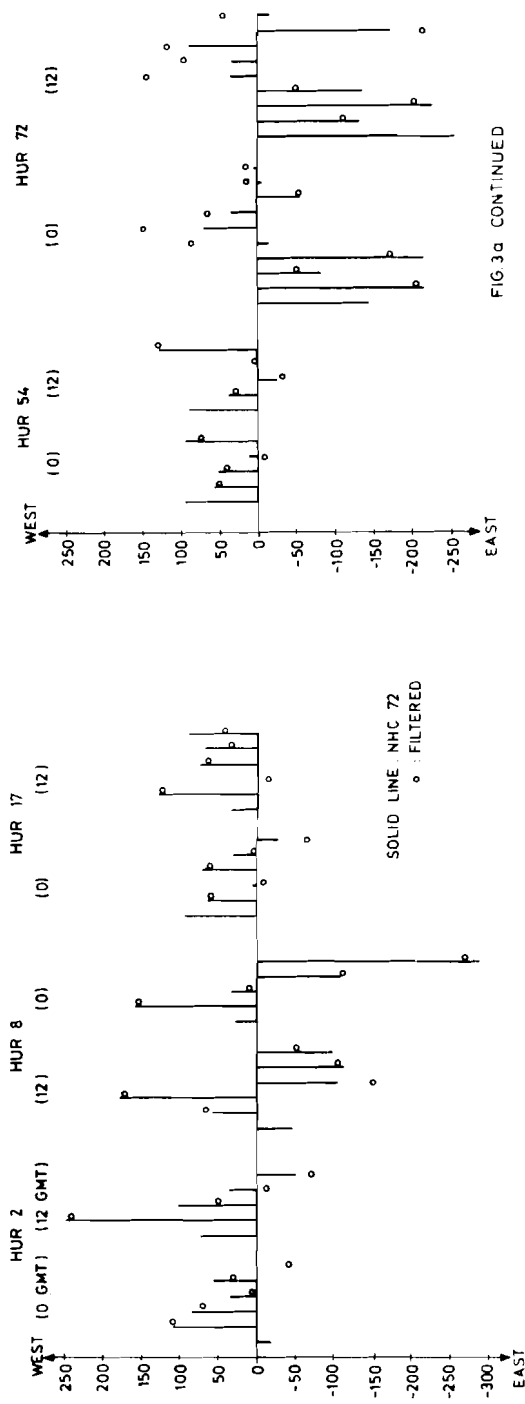 WEST
250
200
150
100
50
0
-50
-100
-150
-200
-250
-300
EAST
HUR 2
(0 GMT) (12 GMT)
HUR 8
(12) (0)
HUR 17
(0) (12)
SOLID LINE : NHC 72
o : FILTERED
WEST
250
200
150
100
50
0
-50
-100
-150
-200
-250
EAST
HUR 54
(0) (12)
HUR 72
(0) (12)
FIG.3a CONTINUED